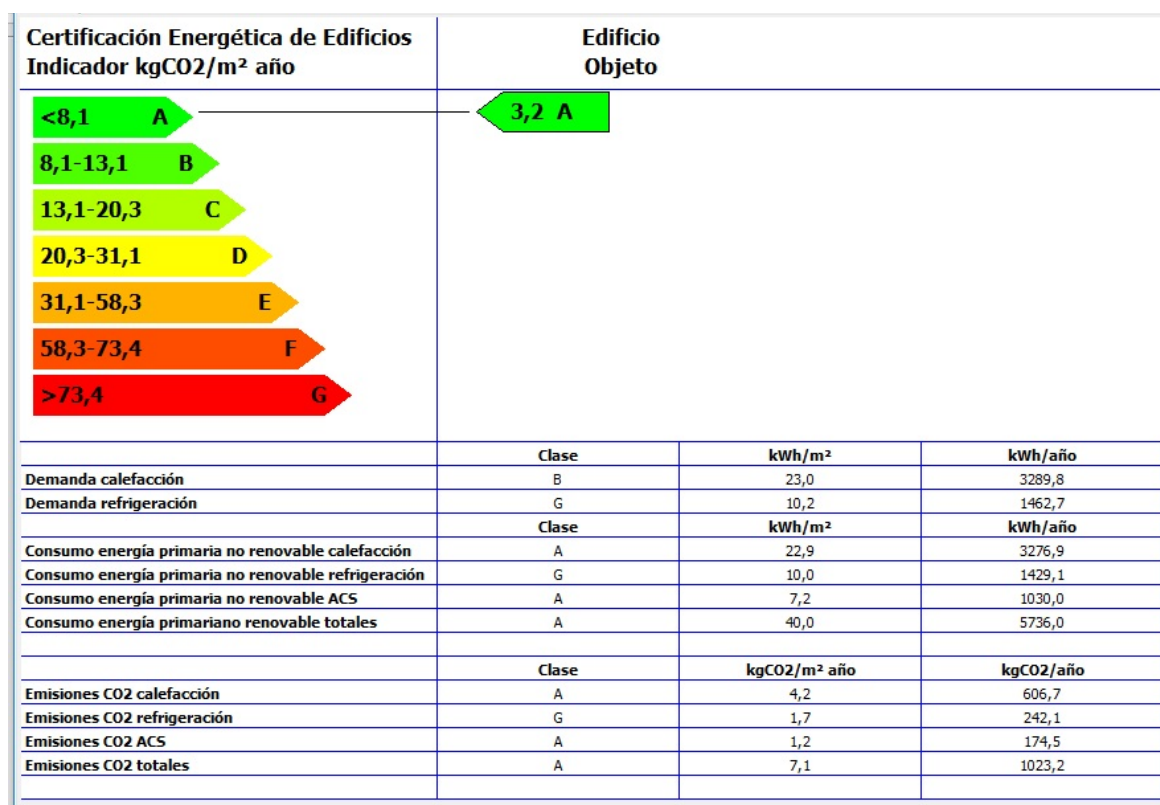 Certificación Energética de Edificios
Indicador kgCO2/m² año
Edificio
Objeto
<8,1 A
3,2 A
8,1-13,1 B
13,1-20,3 C
20,3-31,1 D
31,1-58,3 E
58,3-73,4 F
>73,4 G
Clase kWh/m² kWh/año
Demanda calefacción B 23,0 3289,8
Demanda refrigeración G 10,2 1462,7
Clase kWh/m² kWh/año
Consumo energía primaria no renovable calefacción A 22,9 3276,9
Consumo energía primaria no renovable refrigeración G 10,0 1429,1
Consumo energía primaria no renovable ACS A 7,2 1030,0
Consumo energía primariano renovable totales A 40,0 5736,0
Clase kgCO2/m² año kgCO2/año
Emisiones CO2 calefacción A 4,2 606,7
Emisiones CO2 refrigeración G 1,7 242,1
Emisiones CO2 ACS A 1,2 174,5
Emisiones CO2 totales A 7,1 1023,2